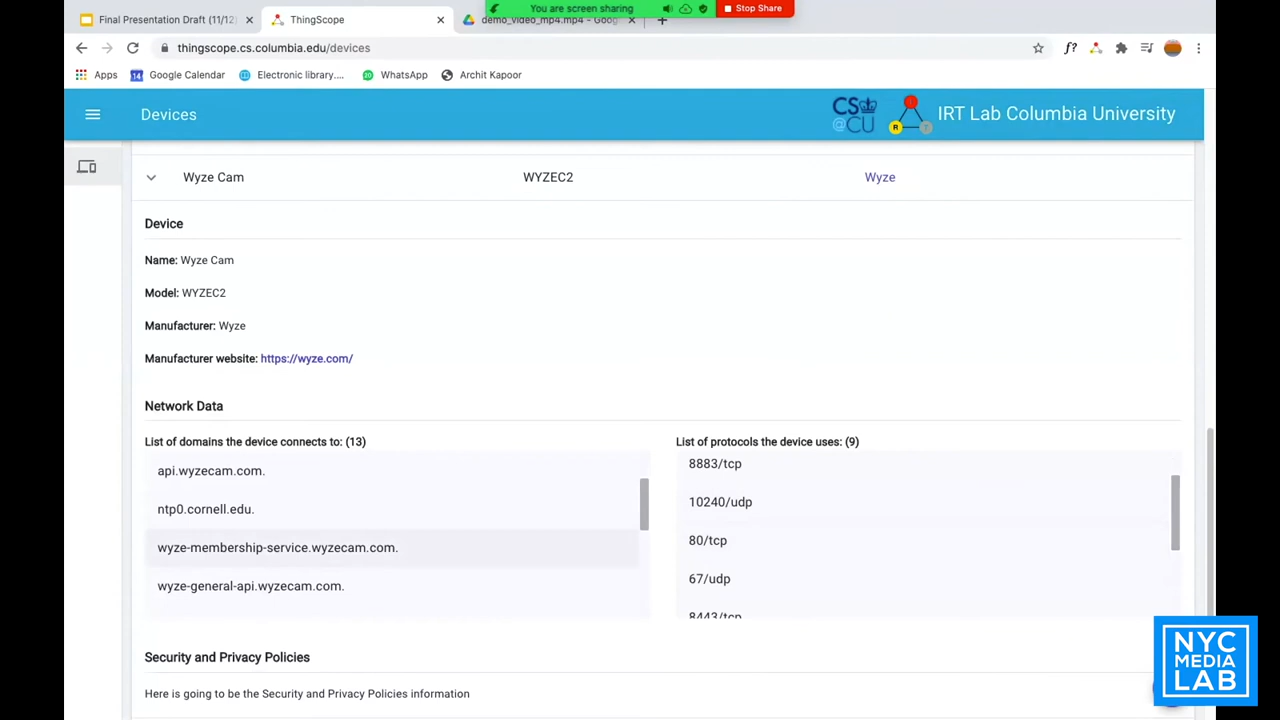 You are screen sharing
Stop Share
Final Presentation Draft (11/12
ThingScope
demo_video_mp4.mp4 - Goog
thingscope.cs.columbia.edu/devices
f?
Apps
Google Calendar
Electronic library....
WhatsApp
Archit Kapoor
Devices
CS
@CU
T
R
T
IRT Lab Columbia University
Wyze Cam
WYZEC2
Wyze
Device
Name: Wyze Cam
Model: WYZEC2
Manufacturer: Wyze
Manufacturer website: https://wyze.com/
Network Data
List of domains the device connects to: (13)
api.wyzecam.com.
ntp0.cornell.edu.
wyze-membership-service.wyzecam.com.
wyze-general-api.wyzecam.com.
List of protocols the device uses: (9)
8883/tcp
10240/udp
80/tcp
67/udp
8443/tcp
Security and Privacy Policies
Here is going to be the Security and Privacy Policies information
NYC
MEDIA
LAB